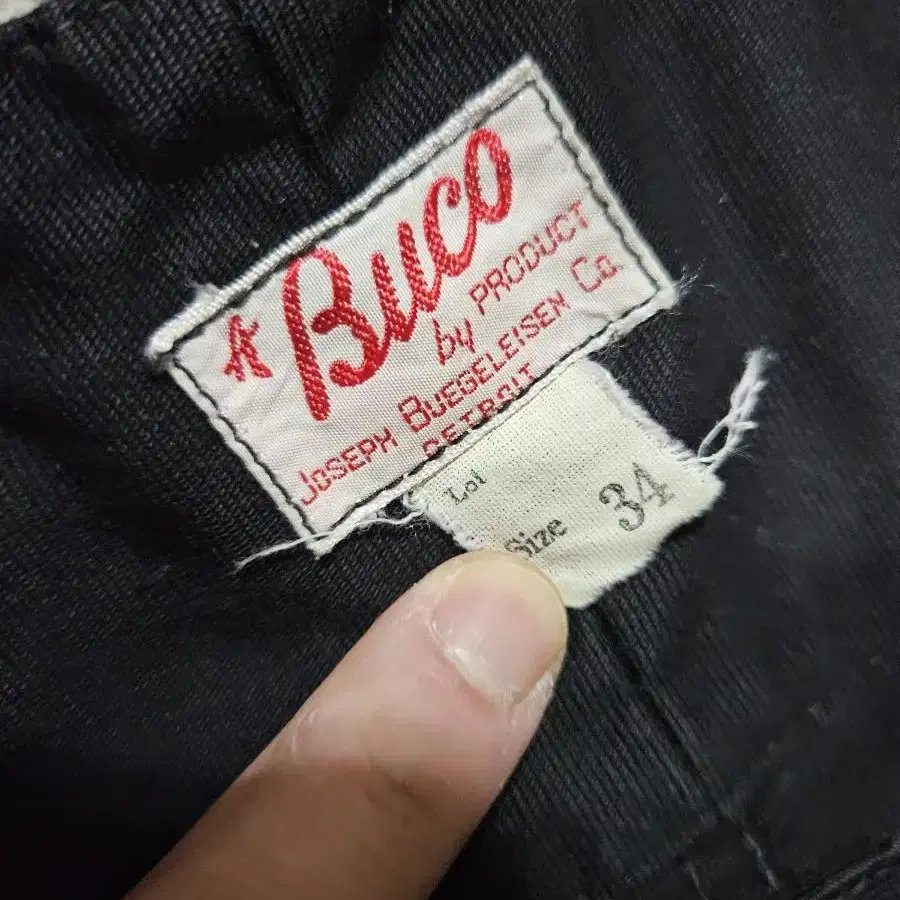 A Buco PRODUCT
by
JOSEPH BUEGELEISEN Co.
DETROIT
Lot
Size 34